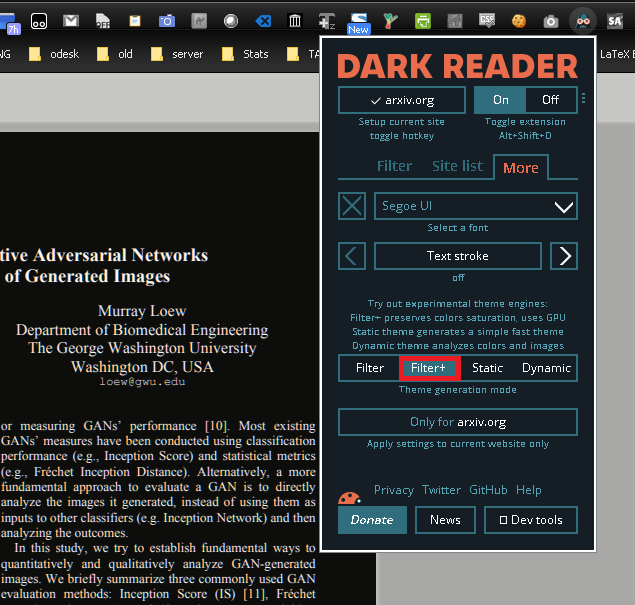 7h
OFF
New
CSE
SA
NG
odesk
old
server
Stats
TA
LaTeX E
DARK READER
arxiv.org
On
Off
Setup current site
toggle hotkey
Toggle extension
Alt+Shift+D
Filter
Site list
More
Segoe UI
Select a font
Text stroke
off
Try out experimental theme engines:
Filter+ preserves colors saturation, uses GPU
Static theme generates a simple fast theme
Dynamic theme analyzes colors and images
Filter
Filter+
Static
Dynamic
Theme generation mode
Only for arxiv.org
Apply settings to current website only
Privacy
Twitter
GitHub
Help
Donate
News
Dev tools
tive Adversarial Networks
of Generated Images
Murray Loew
Department of Biomedical Engineering
The George Washington University
Washington DC, USA
loew@gwu.edu
or measuring GANs' performance [10]. Most existing
GANs' measures have been conducted using classification
performance (e.g., Inception Score) and statistical metrics
(e.g., Fréchet Inception Distance). Alternatively, a more
fundamental approach to evaluate a GAN is to directly
analyze the images it generated, instead of using them as
inputs to other classifiers (e.g. Inception Network) and then
analyzing the outcomes.
In this study, we try to establish fundamental ways to
quantitatively and qualitatively analyze GAN-generated
images. We briefly summarize three commonly used GAN
evaluation methods: Inception Score (IS) [11], Fréchet